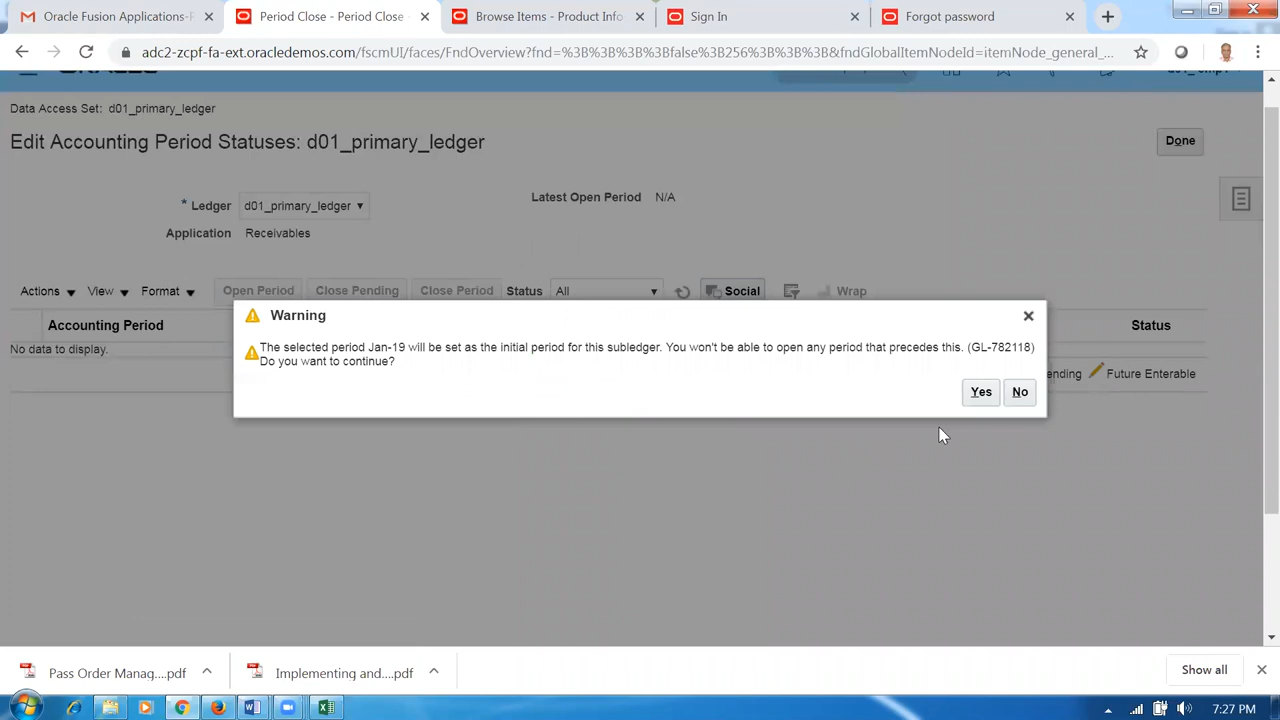 Oracle Fusion Applications
Period Close - Period Close
Browse Items - Product Info
Sign In
Forgot password
adc2-zcpf-fa-ext.oracledemos.com/fscmUI/faces/FndOverview?fnd=%3B%3B%3B%3Bfalse%3B256%3B%3B%3B&fndGlobalItemNodeId=itemNode_general_...
Data Access Set: d01_primary_ledger
Edit Accounting Period Statuses: d01_primary_ledger
Done
* Ledger d01_primary_ledger
Latest Open Period N/A
Application Receivables
Actions View Format Open Period Close Pending Close Period Status All Social Wrap
Accounting Period
Status
No data to display.
ending Future Enterable
Warning
The selected period Jan-19 will be set as the initial period for this subledger. You won't be able to open any period that precedes this. (GL-782118)
Do you want to continue?
Yes No
Pass Order Manag....pdf
Implementing and....pdf
Show all
7:27 PM